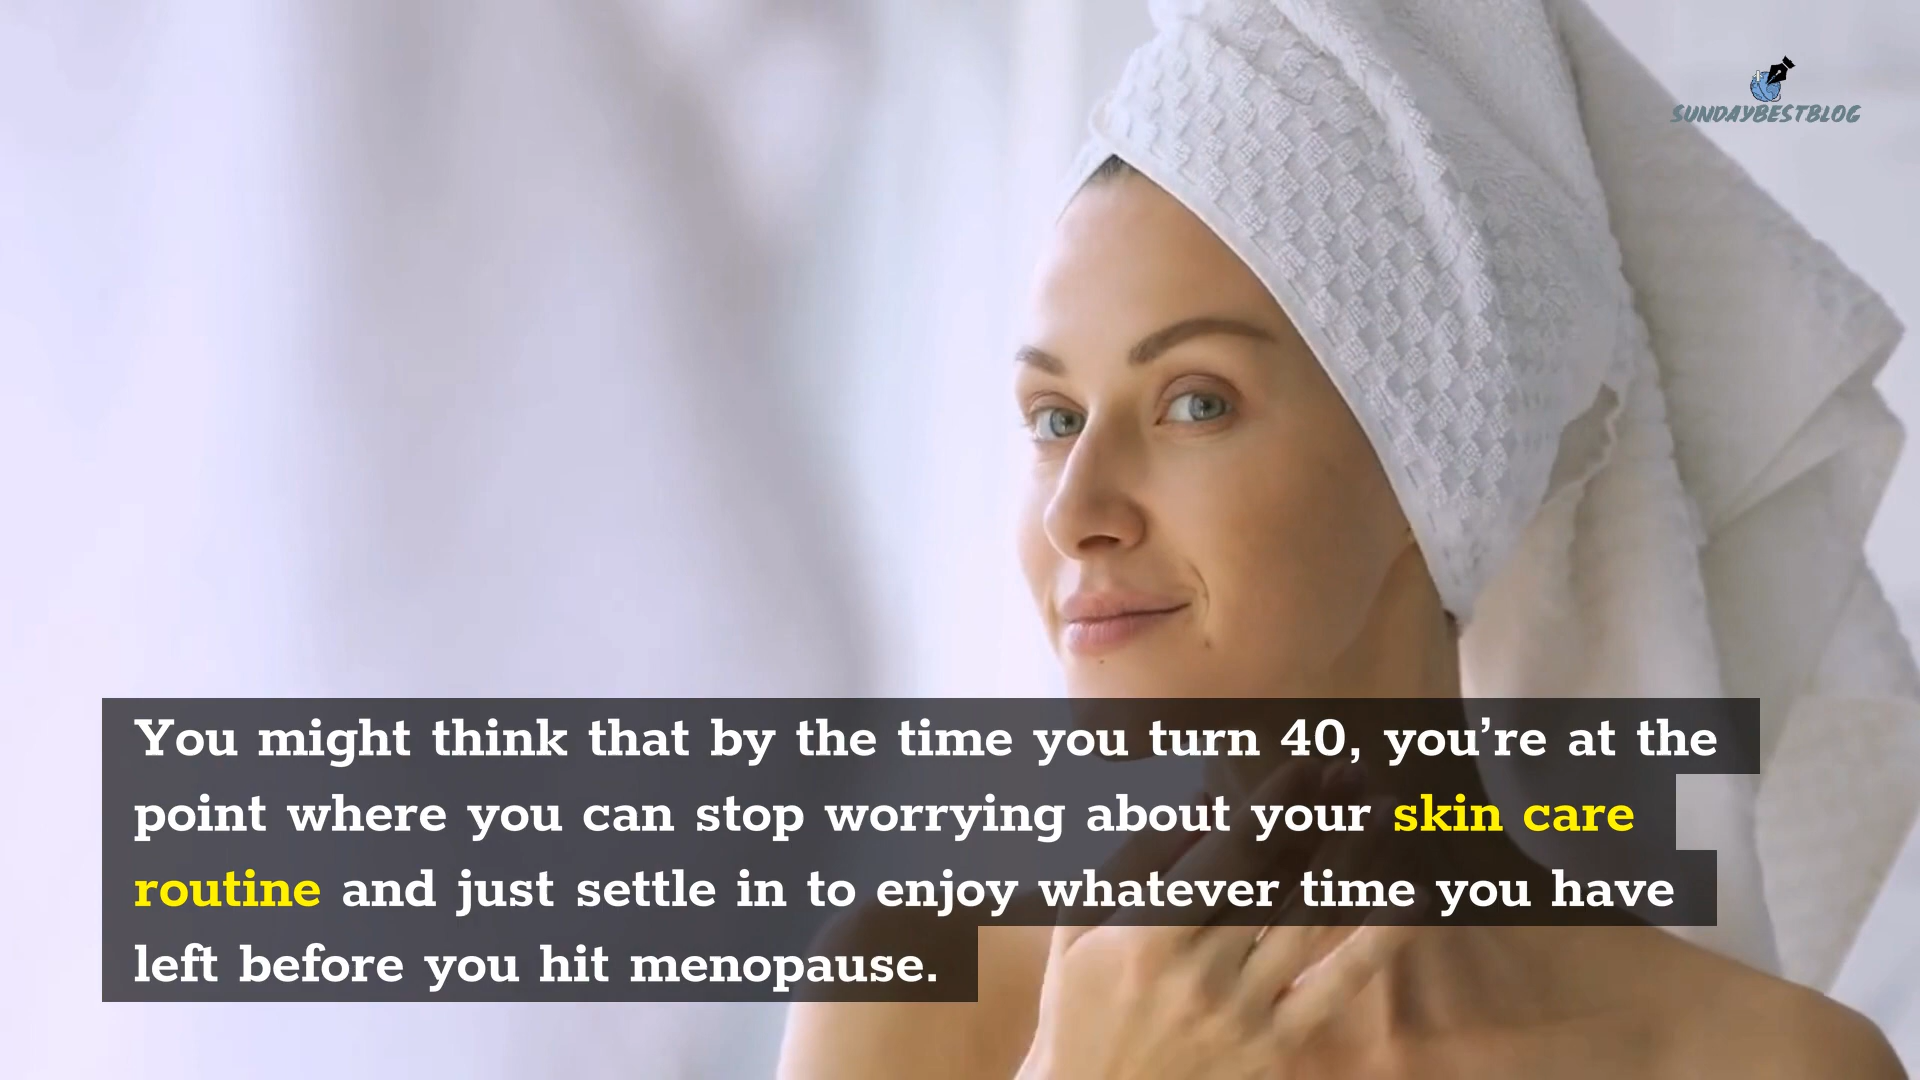 SUNDAYBESTBLOG
You might think that by the time you turn 40, you’re at the
point where you can stop worrying about your skin care
routine and just settle in to enjoy whatever time you have
left before you hit menopause.